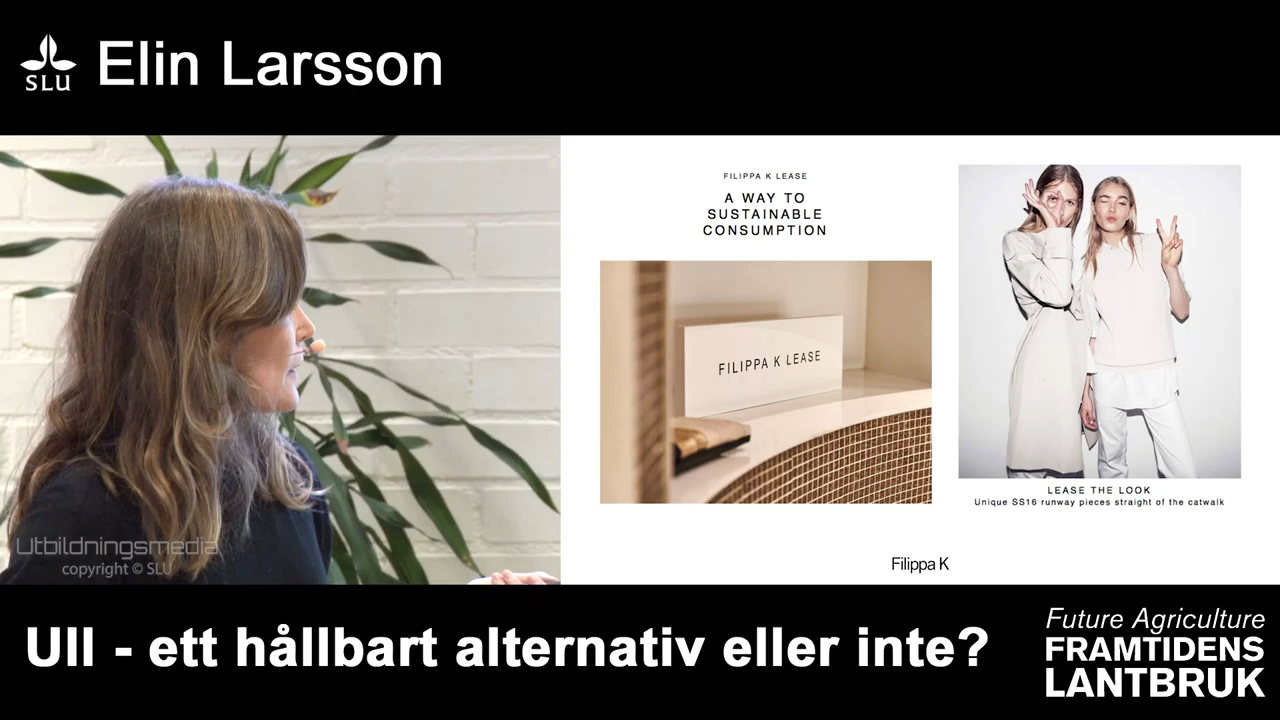 SLU
Elin Larsson
FILIPPA K LEASE
A WAY TO
SUSTAINABLE
CONSUMPTION
FILIPPA K LEASE
LEASE THE LOOK
Unique SS16 runway pieces straight of the catwalk
Filippa K
Utbildningsmedia
copyright © SLU
Ull - ett hållbart alternativ eller inte?
Future Agriculture
FRAMTIDENS
LANTBRUK